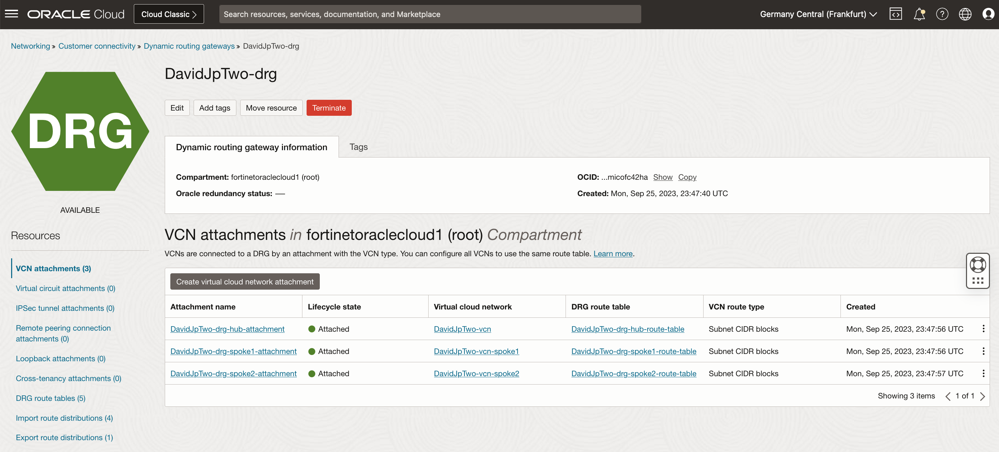 ORACLE Cloud
Cloud Classic
Search resources, services, documentation, and Marketplace
Germany Central (Frankfurt)
Networking » Customer connectivity » Dynamic routing gateways » DavidJpTwo-drg
DRG
AVAILABLE
DavidJpTwo-drg
Edit Add tags Move resource Terminate
Dynamic routing gateway information Tags
Compartment: fortinetoraclecloud1 (root)
Oracle redundancy status: —
OCID: ...micofc42ha Show Copy
Created: Mon, Sep 25, 2023, 23:47:40 UTC
Resources
VCN attachments (3)
Virtual circuit attachments (0)
IPSec tunnel attachments (0)
Remote peering connection
attachments (0)
Loopback attachments (0)
Cross-tenancy attachments (0)
DRG route tables (5)
Import route distributions (4)
Export route distributions (1)
VCN attachments in fortinetoraclecloud1 (root) Compartment
VCNs are connected to a DRG by an attachment with the VCN type. You can configure all VCNs to use the same route table. Learn more.
Create virtual cloud network attachment
Attachment name Lifecycle state Virtual cloud network DRG route table VCN route type Created
DavidJpTwo-drg-hub-attachment Attached DavidJpTwo-vcn DavidJpTwo-drg-hub-route-table Subnet CIDR blocks Mon, Sep 25, 2023, 23:47:56 UTC
DavidJpTwo-drg-spoke1-attachment Attached DavidJpTwo-vcn-spoke1 DavidJpTwo-drg-spoke1-route-table Subnet CIDR blocks Mon, Sep 25, 2023, 23:47:56 UTC
DavidJpTwo-drg-spoke2-attachment Attached DavidJpTwo-vcn-spoke2 DavidJpTwo-drg-spoke2-route-table Subnet CIDR blocks Mon, Sep 25, 2023, 23:47:57 UTC
Showing 3 items 1 of 1